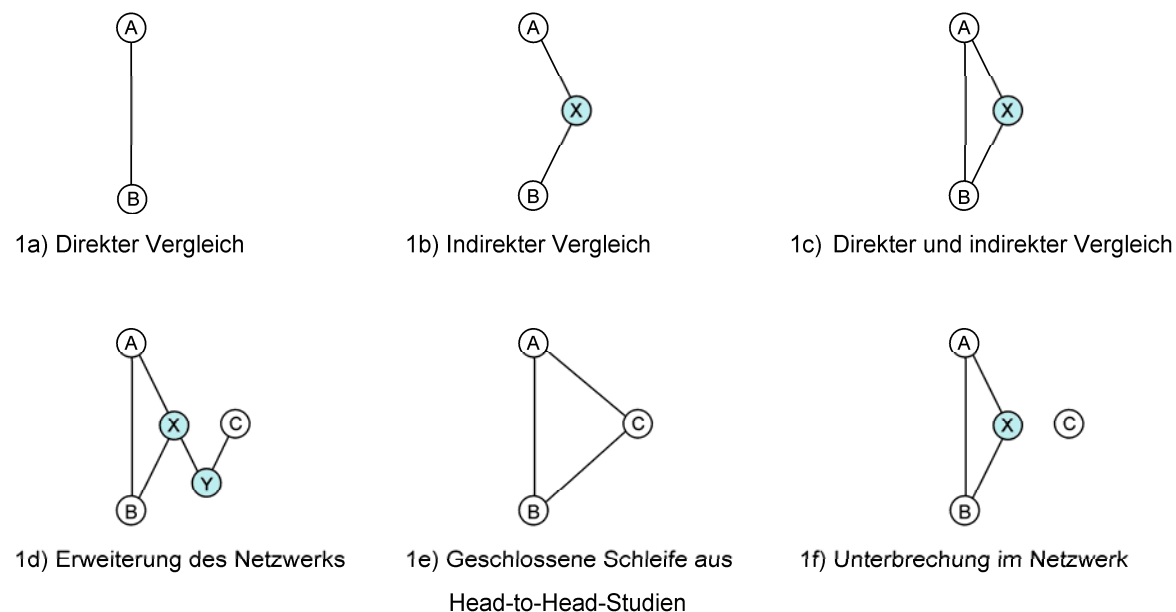 A
A
A
X
X
B
B
B
1a) Direkter Vergleich
1b) Indirekter Vergleich
1c) Direkter und indirekter Vergleich
A
A
A
X
C
C
X
C
Y
B
B
B
1d) Erweiterung des Netzwerks
1e) Geschlossene Schleife aus
Head-to-Head-Studien
1f) Unterbrechung im Netzwerk